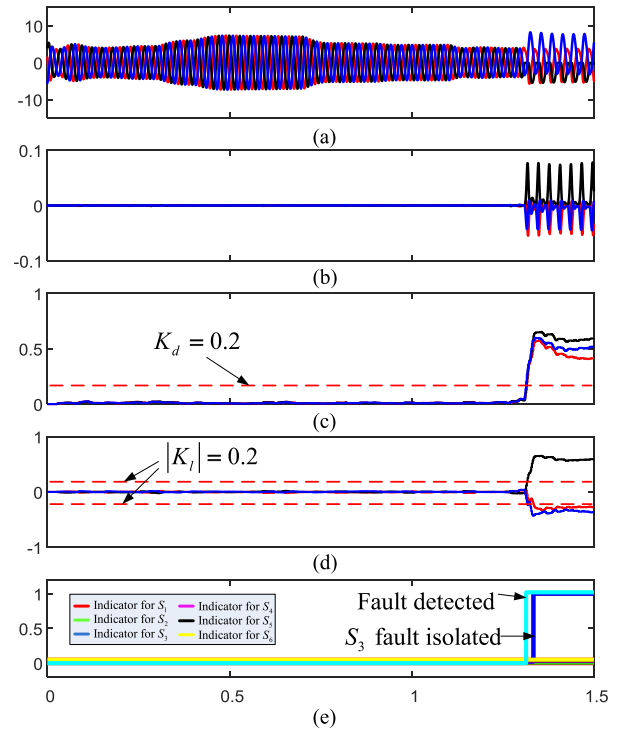 10
0
-10
(a)
0.1
0
-0.1
(b)
1
0.5
0
K_d = 0.2
(c)
1
0
-1
|K_l| = 0.2
(d)
1
0.5
0
Indicator for S_1
Indicator for S_2
Indicator for S_3
Indicator for S_4
Indicator for S_5
Indicator for S_6
Fault detected
S_3 fault isolated
0 0.5 1 1.5
(e)